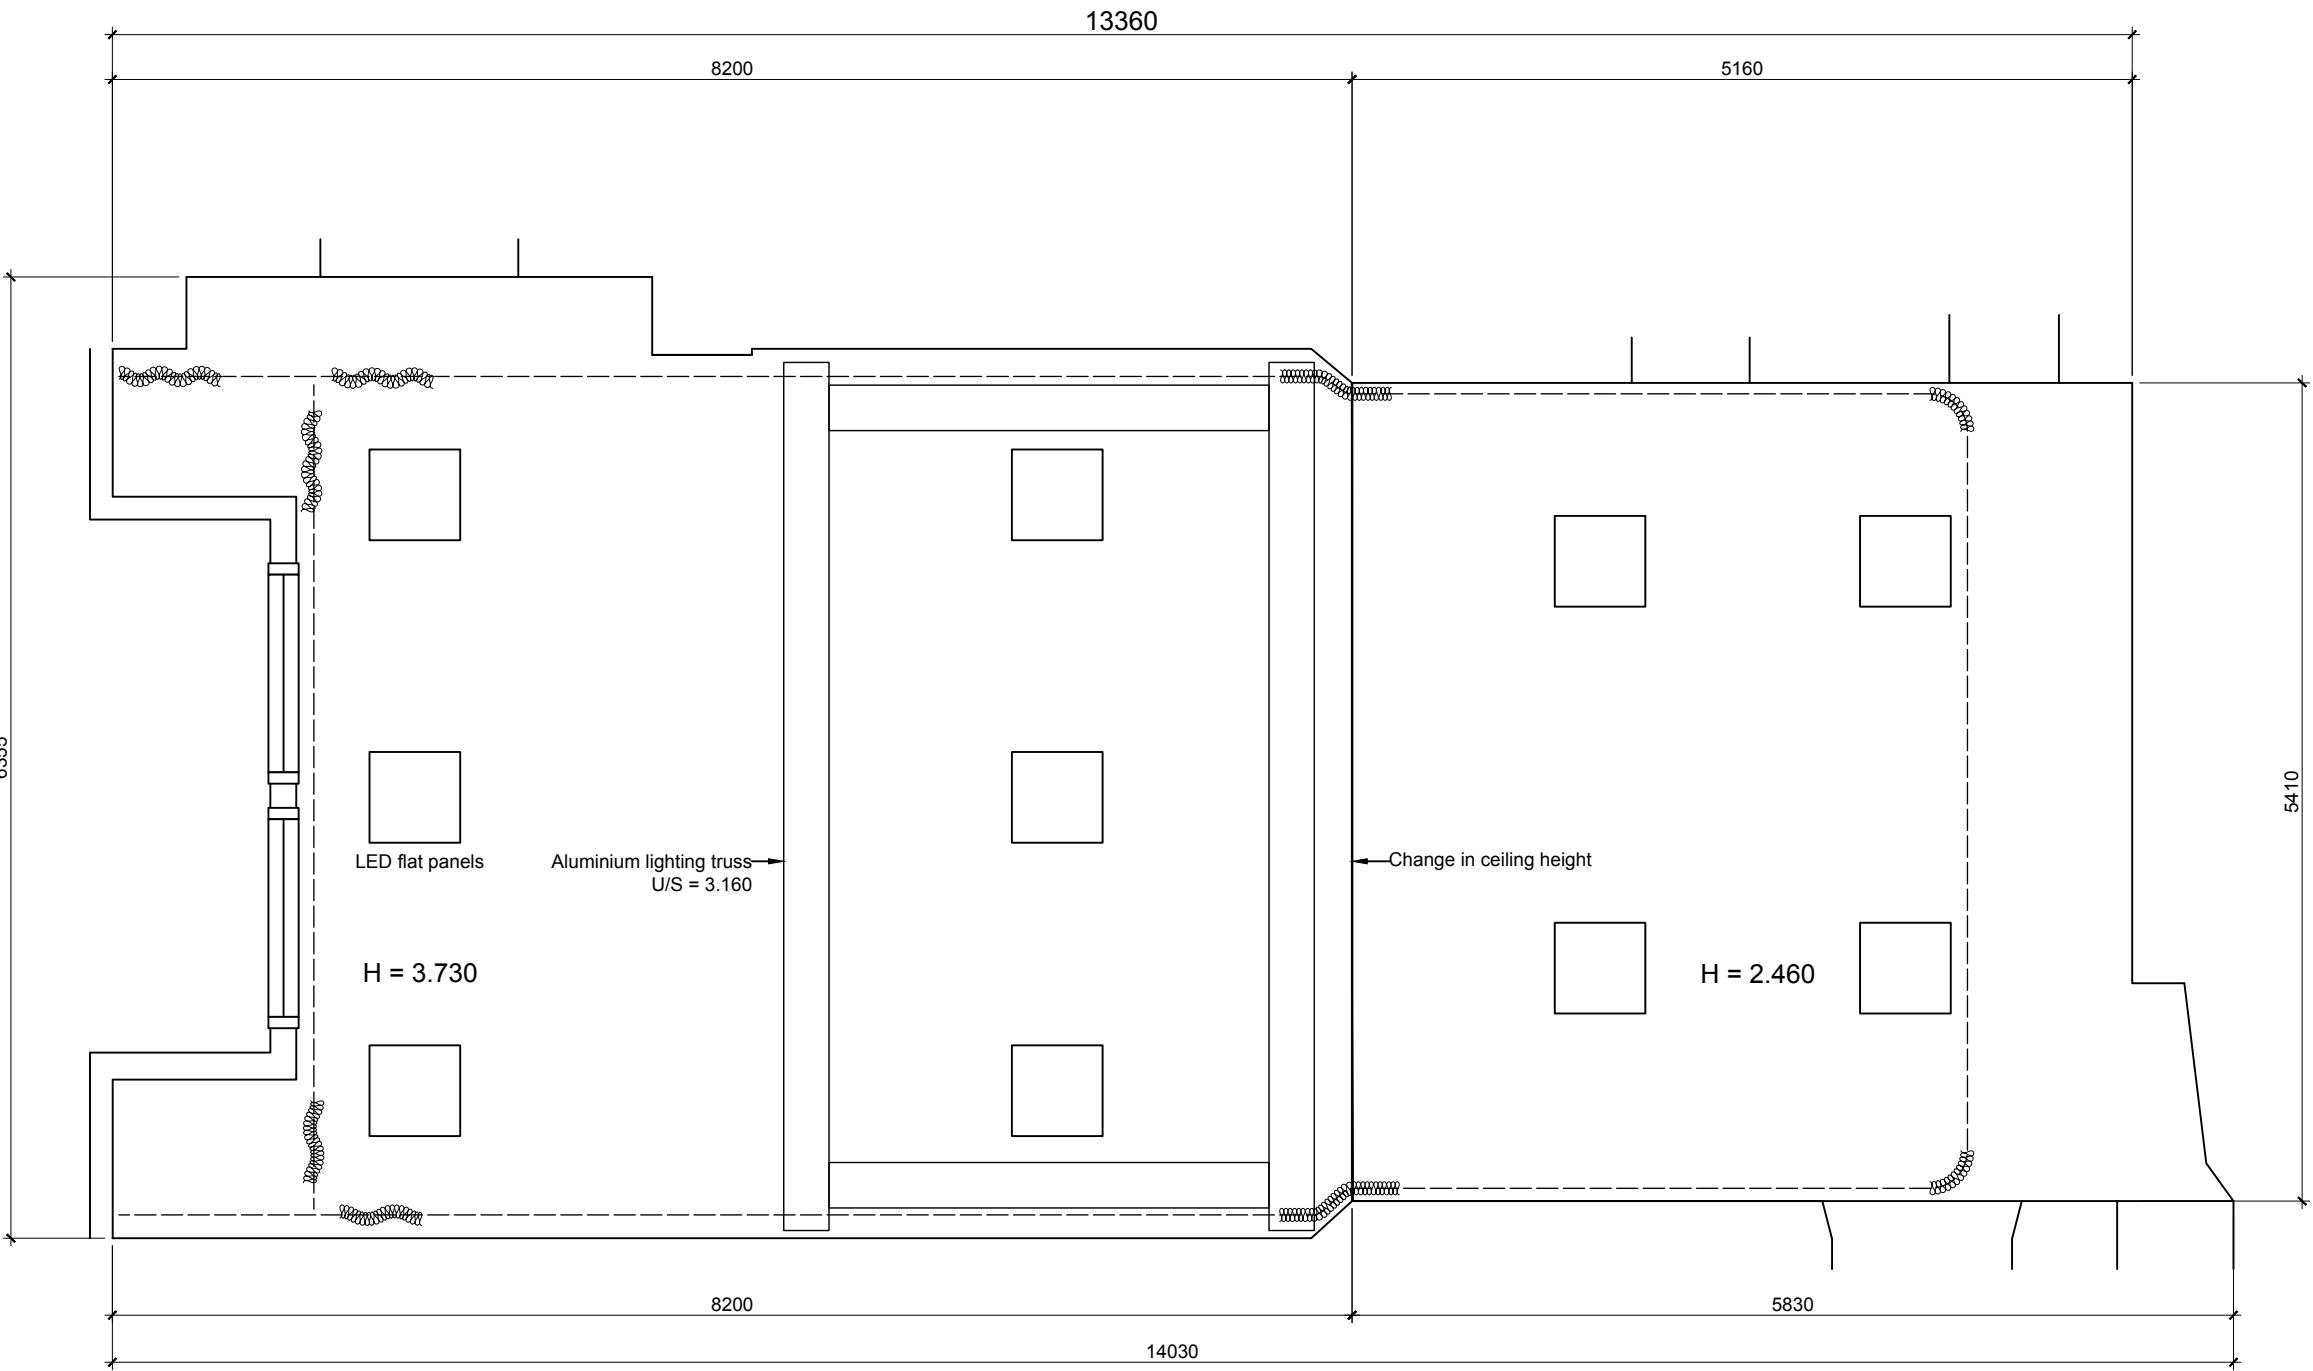 13360
8200
5160
6355
5410
LED flat panels
Aluminium lighting truss
U/S = 3.160
Change in ceiling height
H = 3.730
H = 2.460
8200
5830
14030